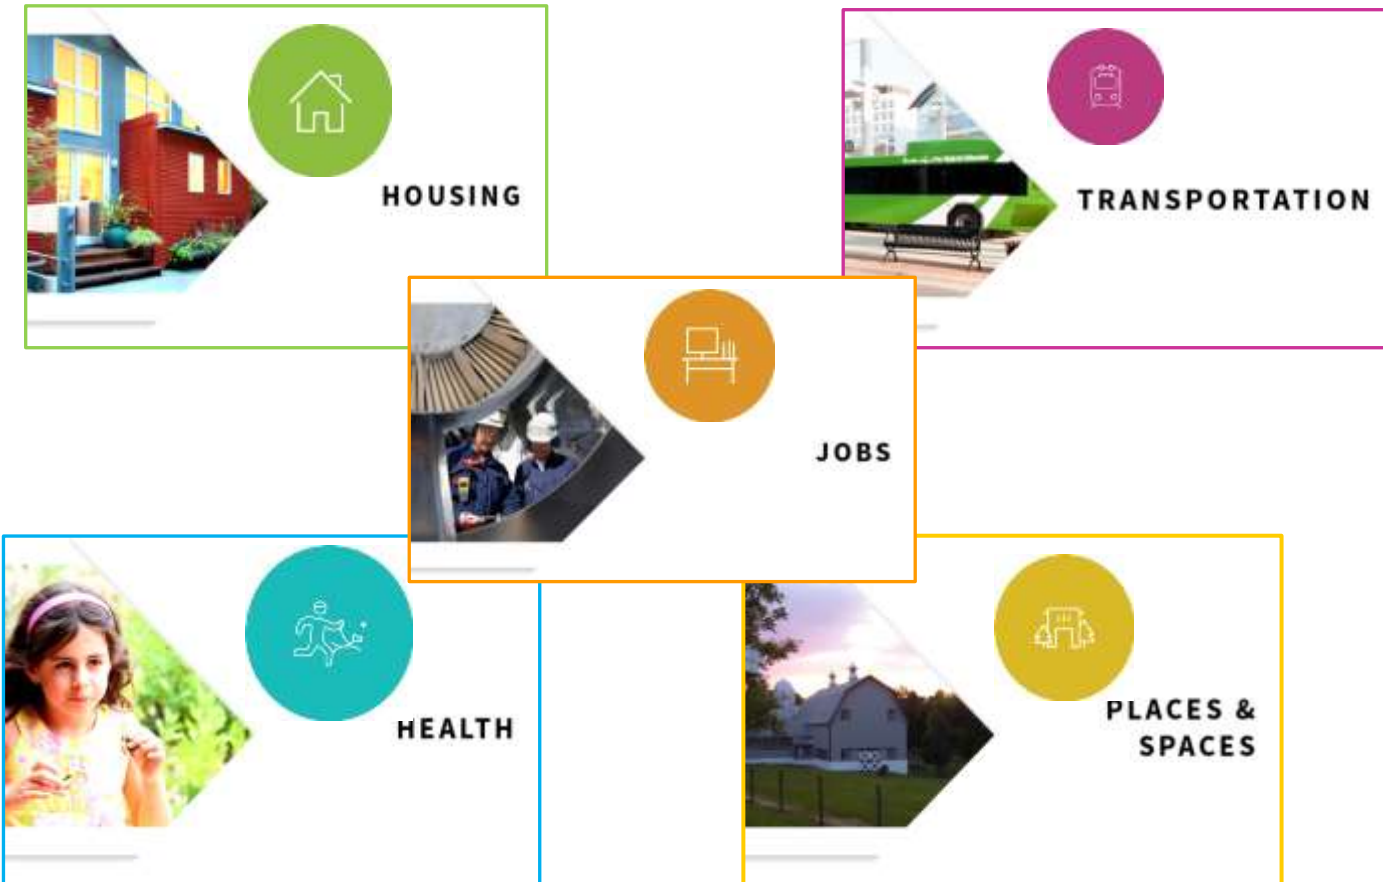 HOUSING
TRANSPORTATION
JOBS
HEALTH
PLACES &
SPACES